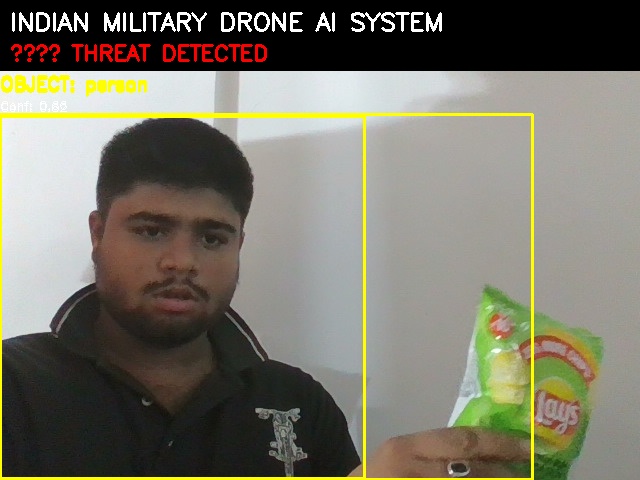 INDIAN MILITARY DRONE AI SYSTEM
???? THREAT DETECTED
OBJECT: person
Conf: 0.62
Lay's